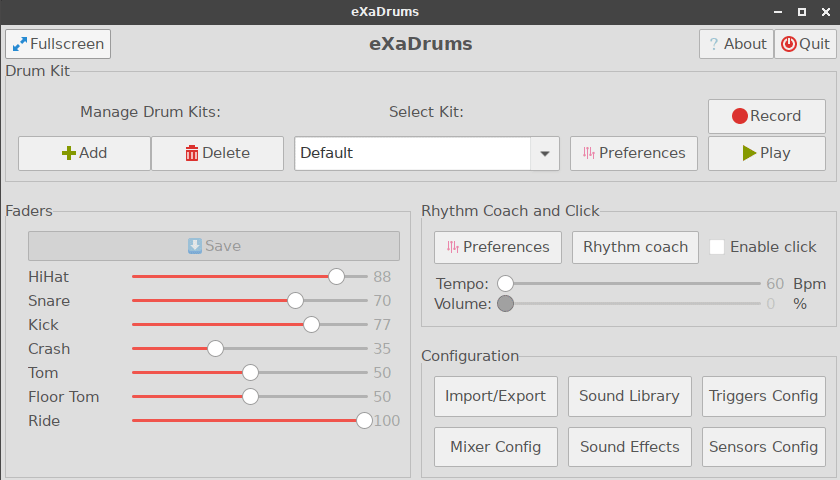 eXaDrums
Fullscreen
eXaDrums
? About
Quit
Drum Kit
Manage Drum Kits:
Select Kit:
Record
Add
Delete
Default
Preferences
Play
Faders
Save
HiHat 88
Snare 70
Kick 77
Crash 35
Tom 50
Floor Tom 50
Ride 100
Rhythm Coach and Click
Preferences
Rhythm coach
Enable click
Tempo: 60 Bpm
Volume: 0 %
Configuration
Import/Export
Sound Library
Triggers Config
Mixer Config
Sound Effects
Sensors Config